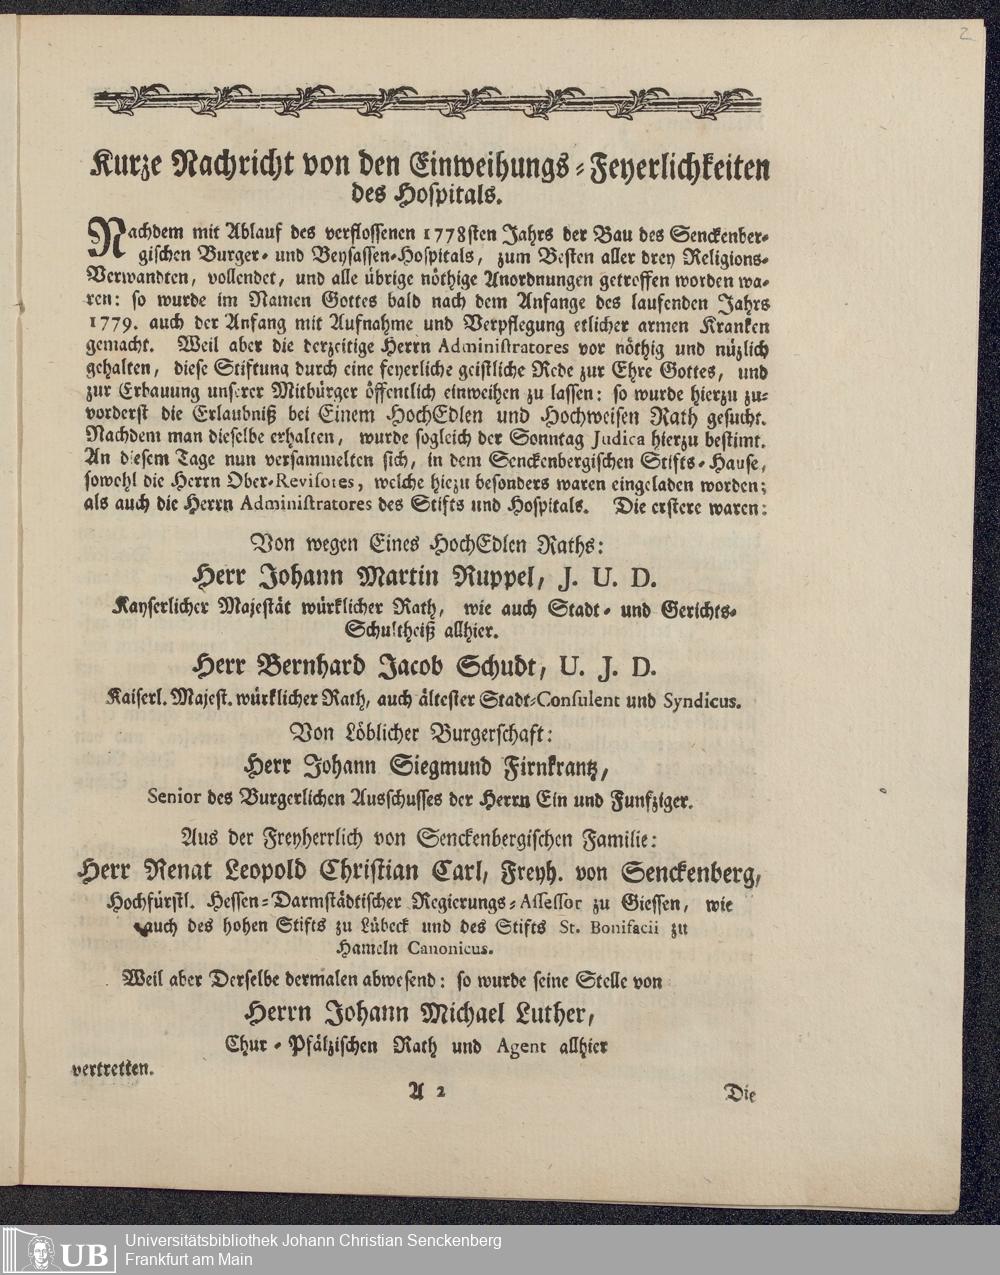 2
Kurze Nachricht von den Einweihungs-Feyerlichkeiten
des Hospitals.
Nachdem mit Ablauf des verflossenen 1778sten Jahrs der Bau des Senckenber-
gischen Burger- und Beysassen-Hospitals, zum Besten aller drey Religions-
Verwandten, vollendet, und alle übrige nöthige Anordnungen getroffen worden wa-
ren: so wurde im Namen Gottes bald nach dem Anfange des laufenden Jahrs
1779. auch der Anfang mit Aufnahme und Verpflegung etlicher armen Kranken
gemacht. Weil aber die derzeitige Herrn Administratores vor nöthig und nüzlich
gehalten, diese Stiftung durch eine feyerliche geistliche Rede zur Ehre Gottes, und
zur Erbauung unserer Mitbürger öffentlich einweihen zu lassen: so wurde hierzu zu-
vorderst die Erlaubniß bei Einem HochEdlen und Hochweisen Rath gesucht.
Nachdem man dieselbe erhalten, wurde sogleich der Sonntag Judica hierzu bestimt.
An diesem Tage nun versammelten sich, in dem Senckenbergischen Stifts-Hause,
sowohl die Herrn Ober-Revisores, welche hiezu besonders waren eingeladen worden;
als auch die Herrn Administratores des Stifts und Hospitals. Die erstere waren:
Von wegen Eines HochEdlen Raths:
Herr Johann Martin Ruppel, J. U. D.
Kayserlicher Majestät würklicher Rath, wie auch Stadt- und Gerichts-
Schultheiß allhier.
Herr Bernhard Jacob Schudt, U. J. D.
Kaiserl. Majest. würklicher Rath, auch ältester Stadt-Consulent und Syndicus.
Von Löblicher Burgerschaft:
Herr Johann Siegmund Firnkrantz,
Senior des Burgerlichen Ausschusses der Herrn Ein und Funfziger.
Aus der Freyherrlich von Senckenbergischen Familie:
Herr Renat Leopold Christian Carl, Freyh. von Senckenberg,
Hochfürstl. Hessen-Darmstädtischer Regierungs-Assessor zu Giessen, wie
auch des hohen Stifts zu Lübeck und des Stifts St. Bonifacii zu
Hameln Canonicus.
Weil aber Derselbe dermalen abwesend: so wurde seine Stelle von
Herrn Johann Michael Luther,
Chur-Pfälzischen Rath und Agent allhier
vertretten.
A 2 Die
UB Universitätsbibliothek Johann Christian Senckenberg
Frankfurt am Main